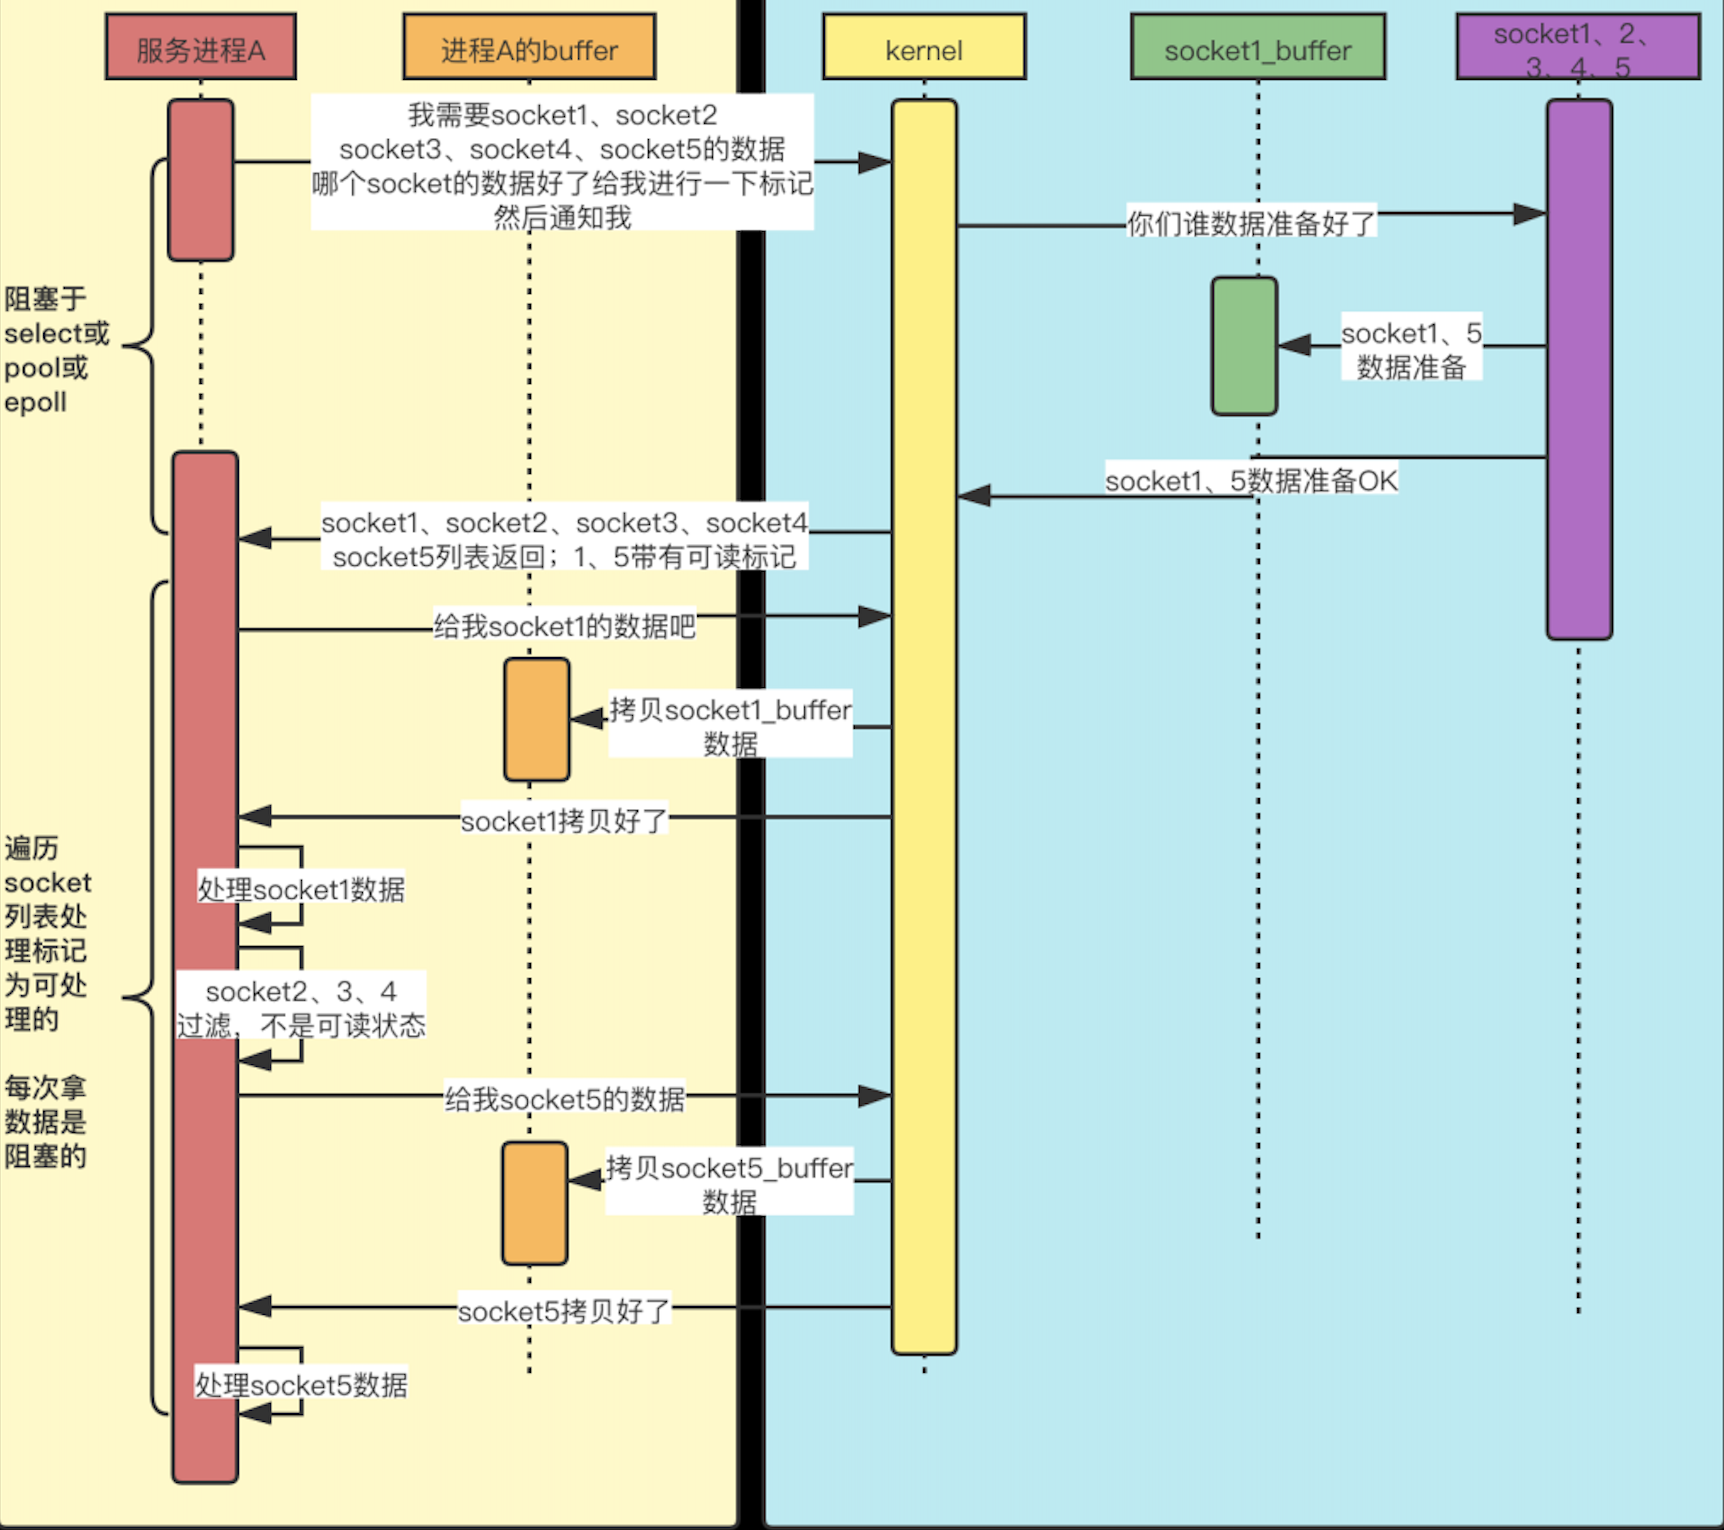 服务进程A
进程A的buffer
kernel
socket1_buffer
socket1、2、
3、4、5
我需要socket1、socket2
socket3、socket4、socket5的数据
哪个socket的数据好了给我进行一下标记
然后通知我
你们谁数据准备好了
阻塞于
select或
pool或
epoll
socket1、5
数据准备
socket1、5数据准备OK
socket1、socket2、socket3、socket4
socket5列表返回；1、5带有可读标记
给我socket1的数据吧
拷贝socket1_buffer
数据
socket1拷贝好了
遍历
socket
列表处
理标记
为可处
理的
处理socket1数据
socket2、3、4
过滤，不是可读状态
每次拿
数据是
阻塞的
给我socket5的数据
拷贝socket5_buffer
数据
socket5拷贝好了
处理socket5数据